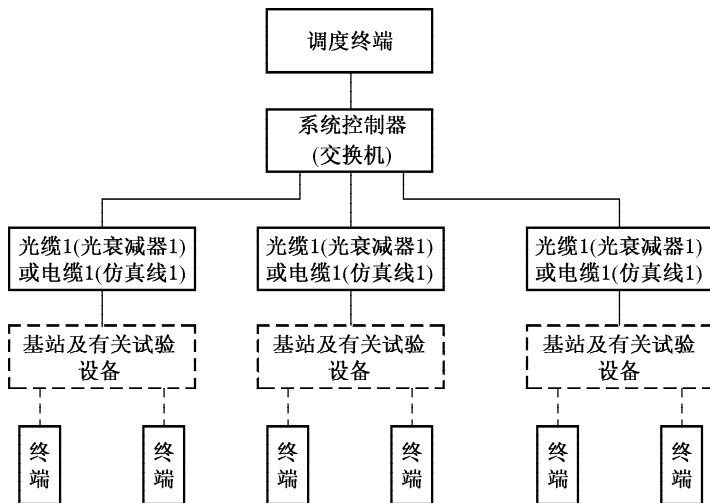 调度终端
系统控制器
(交换机)
光缆1(光衰减器1)
或电缆1(仿真线1)
光缆1(光衰减器1)
或电缆1(仿真线1)
光缆1(光衰减器1)
或电缆1(仿真线1)
基站及有关试验
设备
基站及有关试验
设备
基站及有关试验
设备
终端
终端
终端
终端
终端
终端